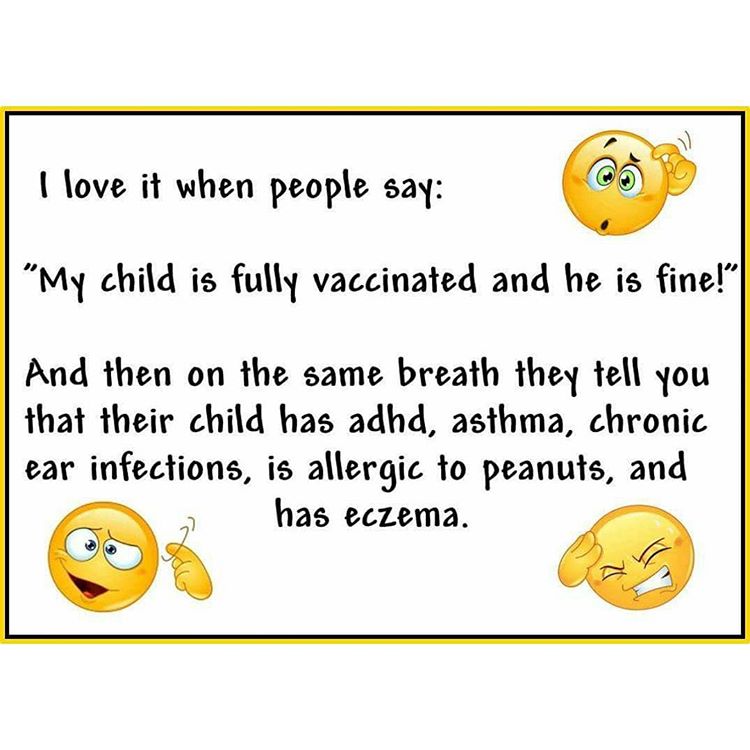 I love it when people say:
"My child is fully vaccinated and he is fine!"
And then on the same breath they tell you
that their child has adhd, asthma, chronic
ear infections, is allergic to peanuts, and
has eczema.